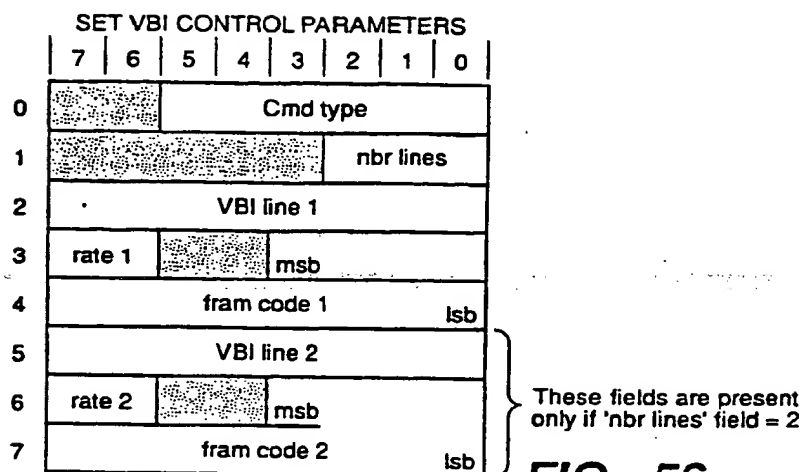 SET VBI CONTROL PARAMETERS
7 6 5 4 3 2 1 0
0 Cmd type
1 nbr lines
2 VBI line 1
3 rate 1 msb
4 fram code 1 lsb
5 VBI line 2
6 rate 2 msb
7 fram code 2 lsb
These fields are present
only if 'nbr lines' field = 2